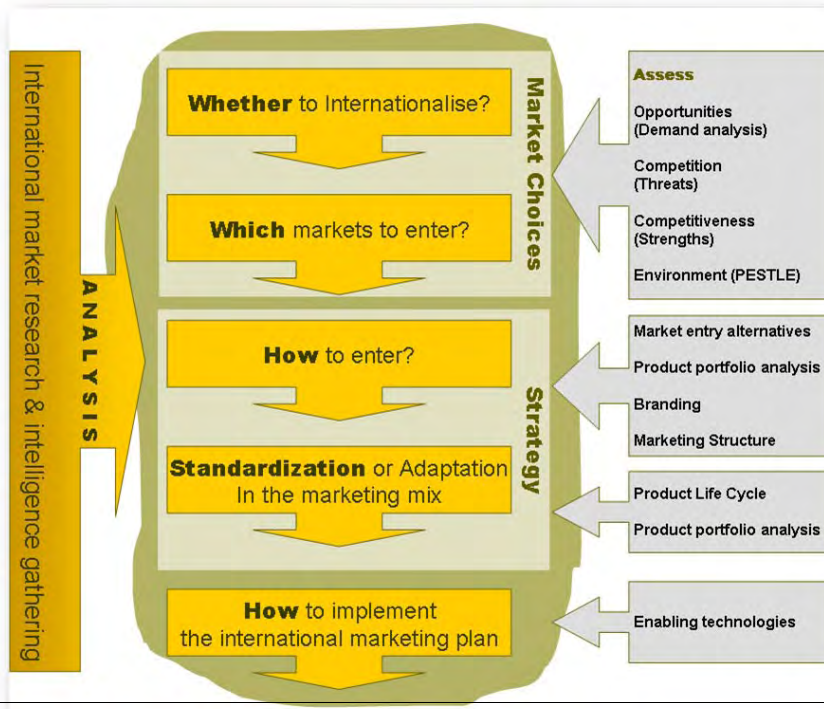 International market research & intelligence gathering
ANALYSIS
Whether to Internationalise?
Which markets to enter?
Market Choices
How to enter?
Standardization or Adaptation
In the marketing mix
Strategy
How to implement
the international marketing plan
Assess
Opportunities
(Demand analysis)
Competition
(Threats)
Competitiveness
(Strengths)
Environment (PESTLE)
Market entry alternatives
Product portfolio analysis
Branding
Marketing Structure
Product Life Cycle
Product portfolio analysis
Enabling technologies